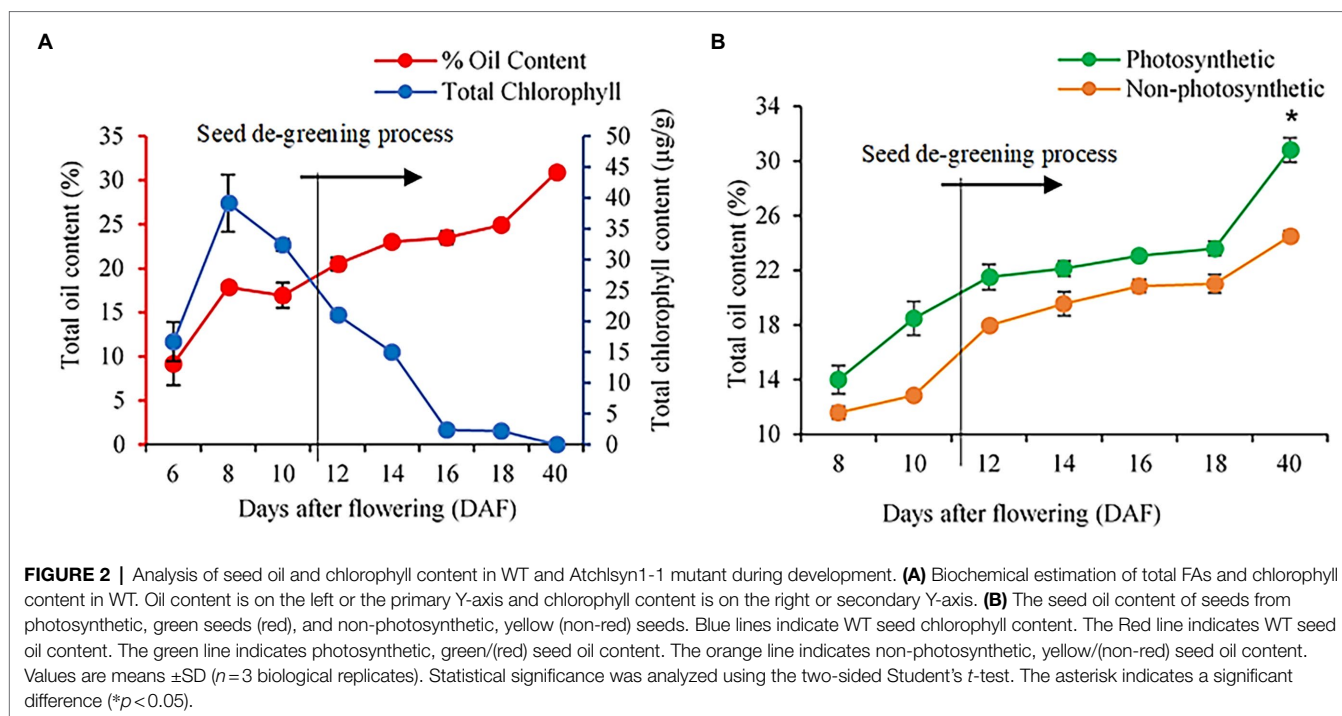 A
% Oil Content
Total Chlorophyll
Seed de-greening process
Total oil content (%)
35
30
25
20
15
10
5
0
Total chlorophyll content (µg/g)
50
45
40
35
30
25
20
15
10
5
0
6 8 10 12 14 16 18 40
Days after flowering (DAF)
B
Photosynthetic
Non-photosynthetic
Seed de-greening process
*
Total oil content (%)
34
30
26
22
18
14
10
8 10 12 14 16 18 40
Days after flowering (DAF)
FIGURE 2 | Analysis of seed oil and chlorophyll content in WT and Atchlsyn1-1 mutant during development. (A) Biochemical estimation of total FAs and chlorophyll
content in WT. Oil content is on the left or the primary Y-axis and chlorophyll content is on the right or secondary Y-axis. (B) The seed oil content of seeds from
photosynthetic, green seeds (red), and non-photosynthetic, yellow (non-red) seeds. Blue lines indicate WT seed chlorophyll content. The Red line indicates WT seed
oil content. The green line indicates photosynthetic, green/(red) seed oil content. The orange line indicates non-photosynthetic, yellow/(non-red) seed oil content.
Values are means ±SD (n=3 biological replicates). Statistical significance was analyzed using the two-sided Student's t-test. The asterisk indicates a significant
difference (*p<0.05).